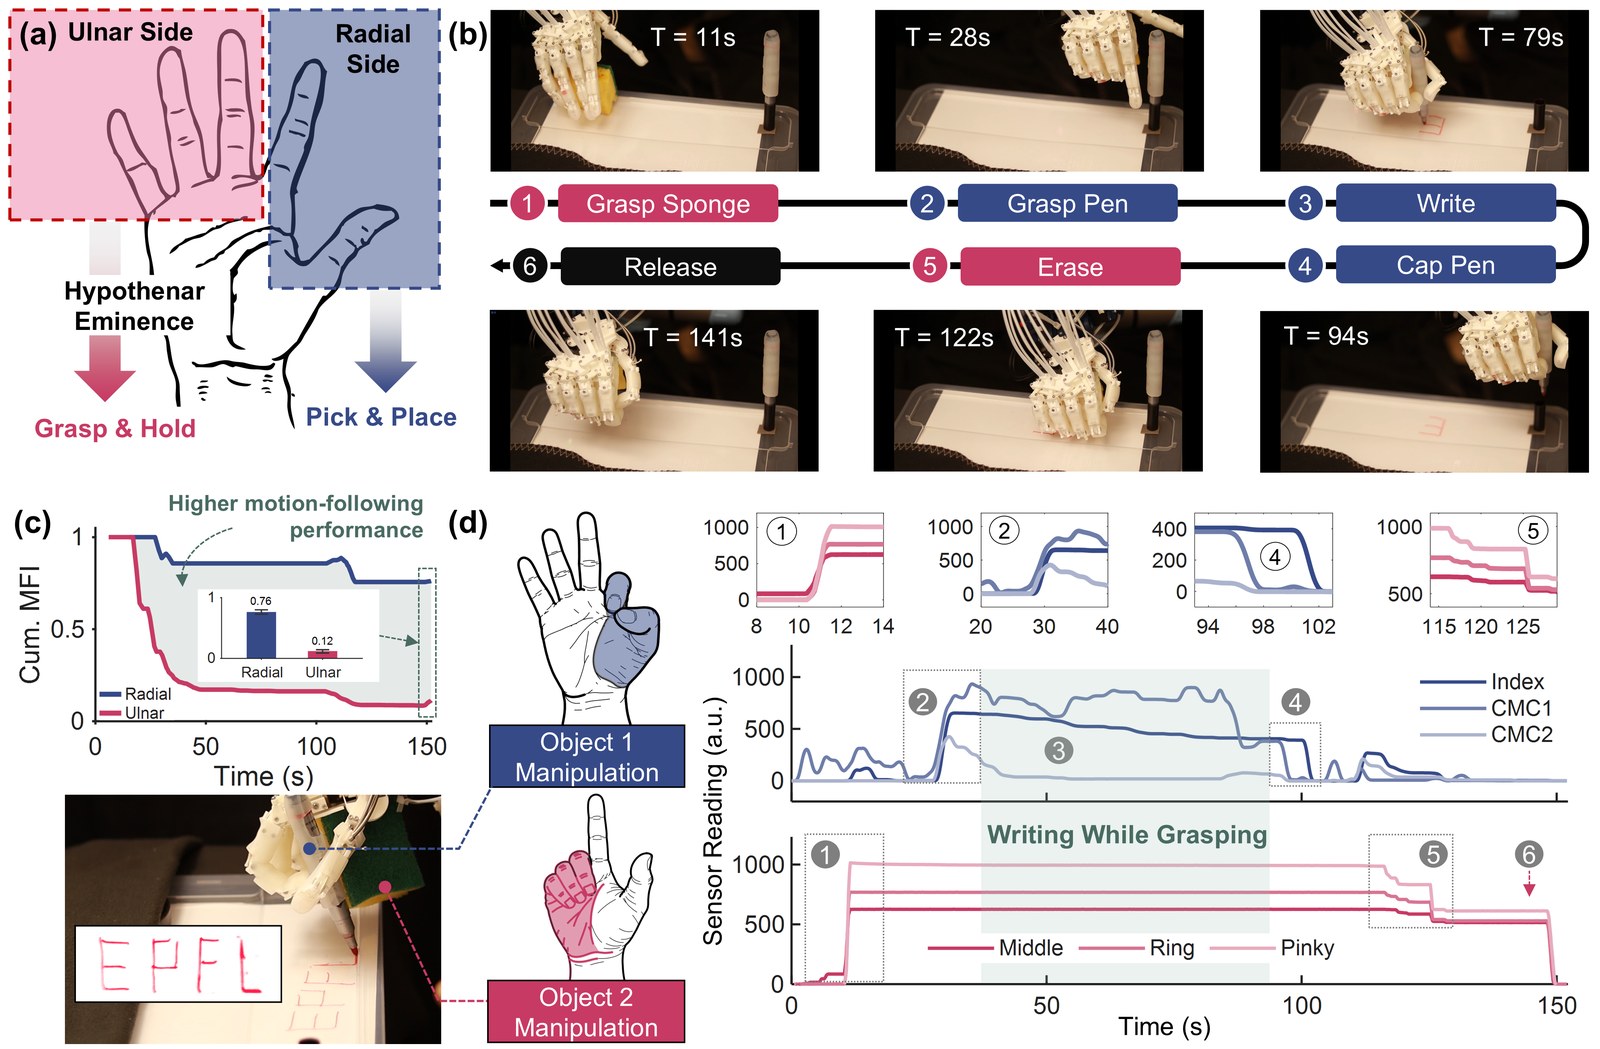 (a)
Ulnar Side
Radial
Side
Hypothenar
Eminence
Grasp & Hold
Pick & Place
(b)
T = 11s
T = 28s
T = 79s
1 Grasp Sponge
2 Grasp Pen
3 Write
6 Release
5 Erase
4 Cap Pen
T = 141s
T = 122s
T = 94s
(c)
Higher motion-following
performance
Cum. MFI
1
0.5
0
1
0
0.76
0.12
Radial
Ulnar
Radial
Ulnar
0 50 100 150
Time (s)
EPFL
EPFL
(d)
Object 1
Manipulation
Object 2
Manipulation
1
1000
500
0
8 10 12 14
2
1000
500
0
20 30 40
4
400
200
0
94 98 102
5
1000
500
115 120 125
Sensor Reading (a.u.)
1000
500
0
2
3
4
Index
CMC1
CMC2
Writing While Grasping
1000
500
0
1
5
6
Middle
Ring
Pinky
0 50 100 150
Time (s)